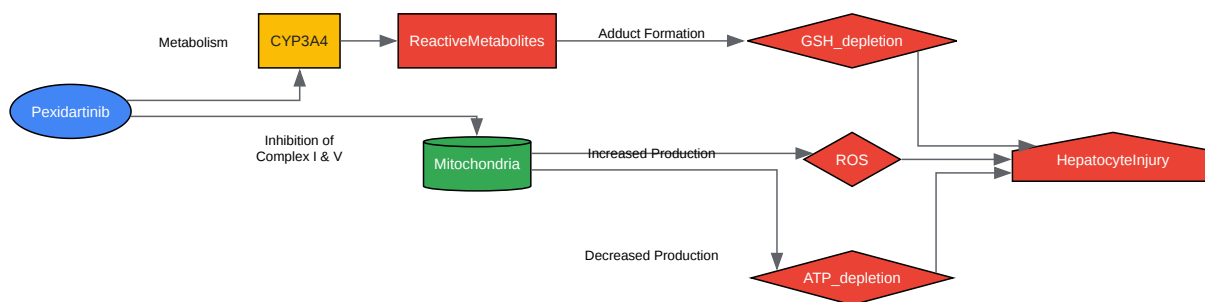 Metabolism
CYP3A4
ReactiveMetabolites
Adduct Formation
GSH_depletion
Pexidartinib
Inhibition of
Complex I & V
Mitochondria
Increased Production
ROS
HepatocyteInjury
Decreased Production
ATP_depletion